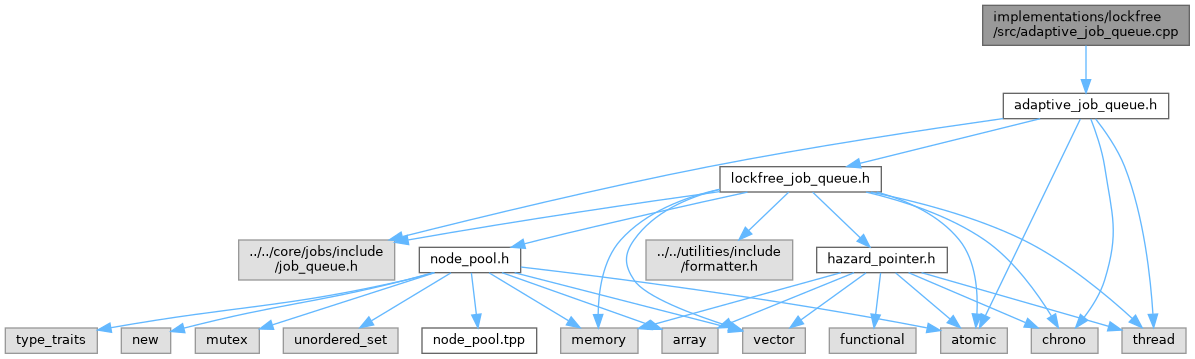 implementations/lockfree
/src/adaptive_job_queue.cpp
adaptive_job_queue.h
lockfree_job_queue.h
../../core/jobs/include
/job_queue.h
node_pool.h
../../utilities/include
/formatter.h
hazard_pointer.h
type_traits
new
mutex
unordered_set
node_pool.tpp
memory
array
vector
functional
atomic
chrono
thread